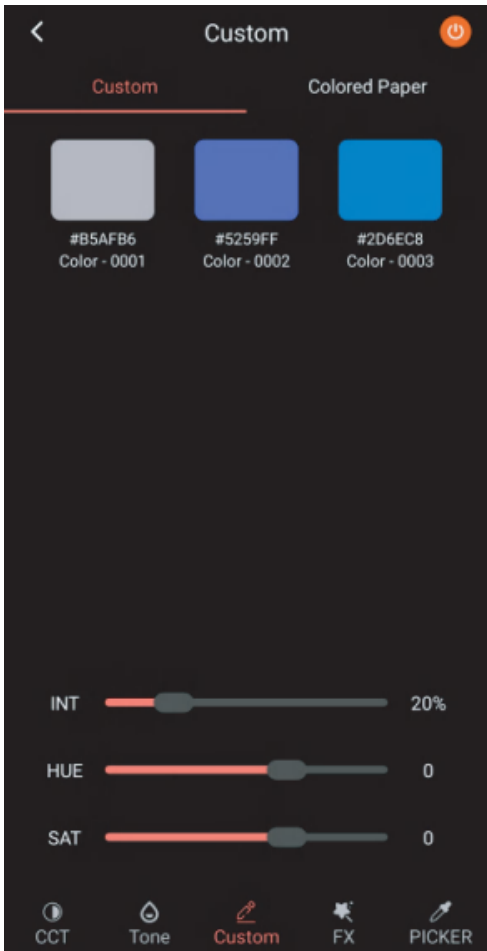 Custom
Custom Colored Paper
#B5AFB6 #5259FF #2D6EC8
Color - 0001 Color - 0002 Color - 0003
INT 20%
HUE 0
SAT 0
CCT Tone Custom FX PICKER